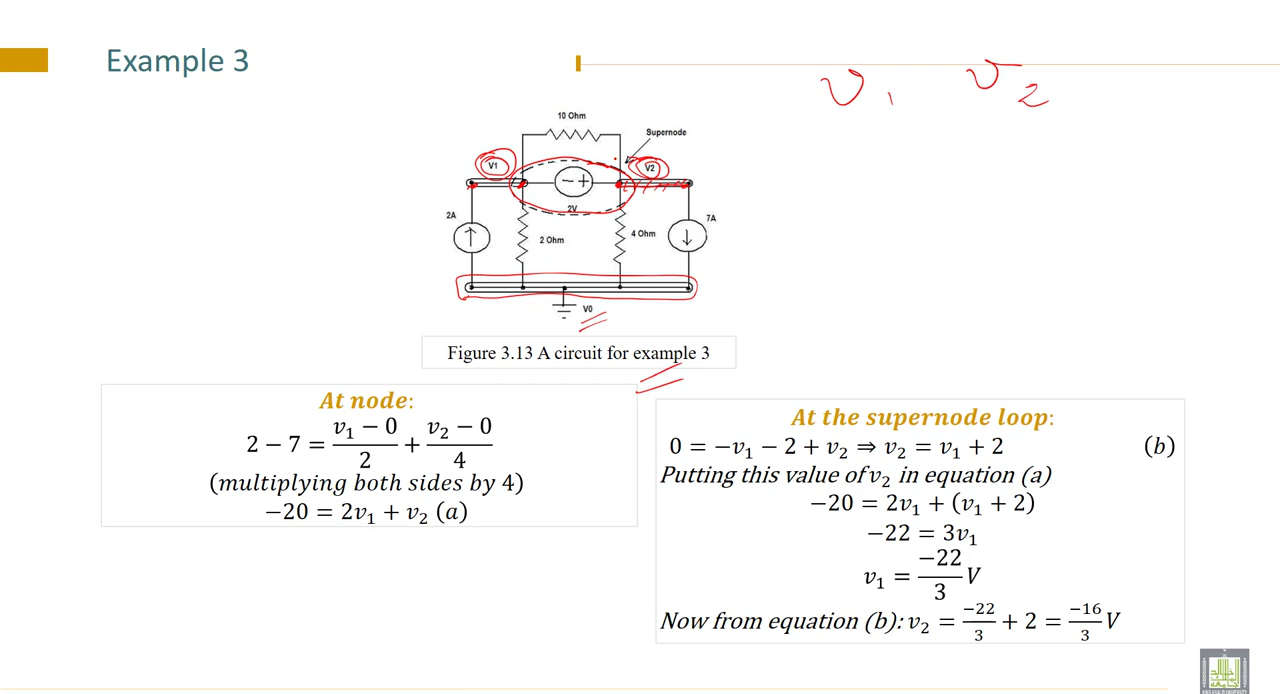 Example 3
v1 v2
10 Ohm
Supernode
V1
V2
2V
2A
2 Ohm
4 Ohm
7A
V0
Figure 3.13 A circuit for example 3
At node:
2 − 7 = (v₁ − 0)/2 + (v₂ − 0)/4
(multiplying both sides by 4)
−20 = 2v₁ + v₂ (a)
At the supernode loop:
0 = −v₁ − 2 + v₂ ⇒ v₂ = v₁ + 2 (b)
Putting this value of v₂ in equation (a)
−20 = 2v₁ + (v₁ + 2)
−22 = 3v₁
v₁ = −22/3 V
Now from equation (b): v₂ = −22/3 + 2 = −16/3 V